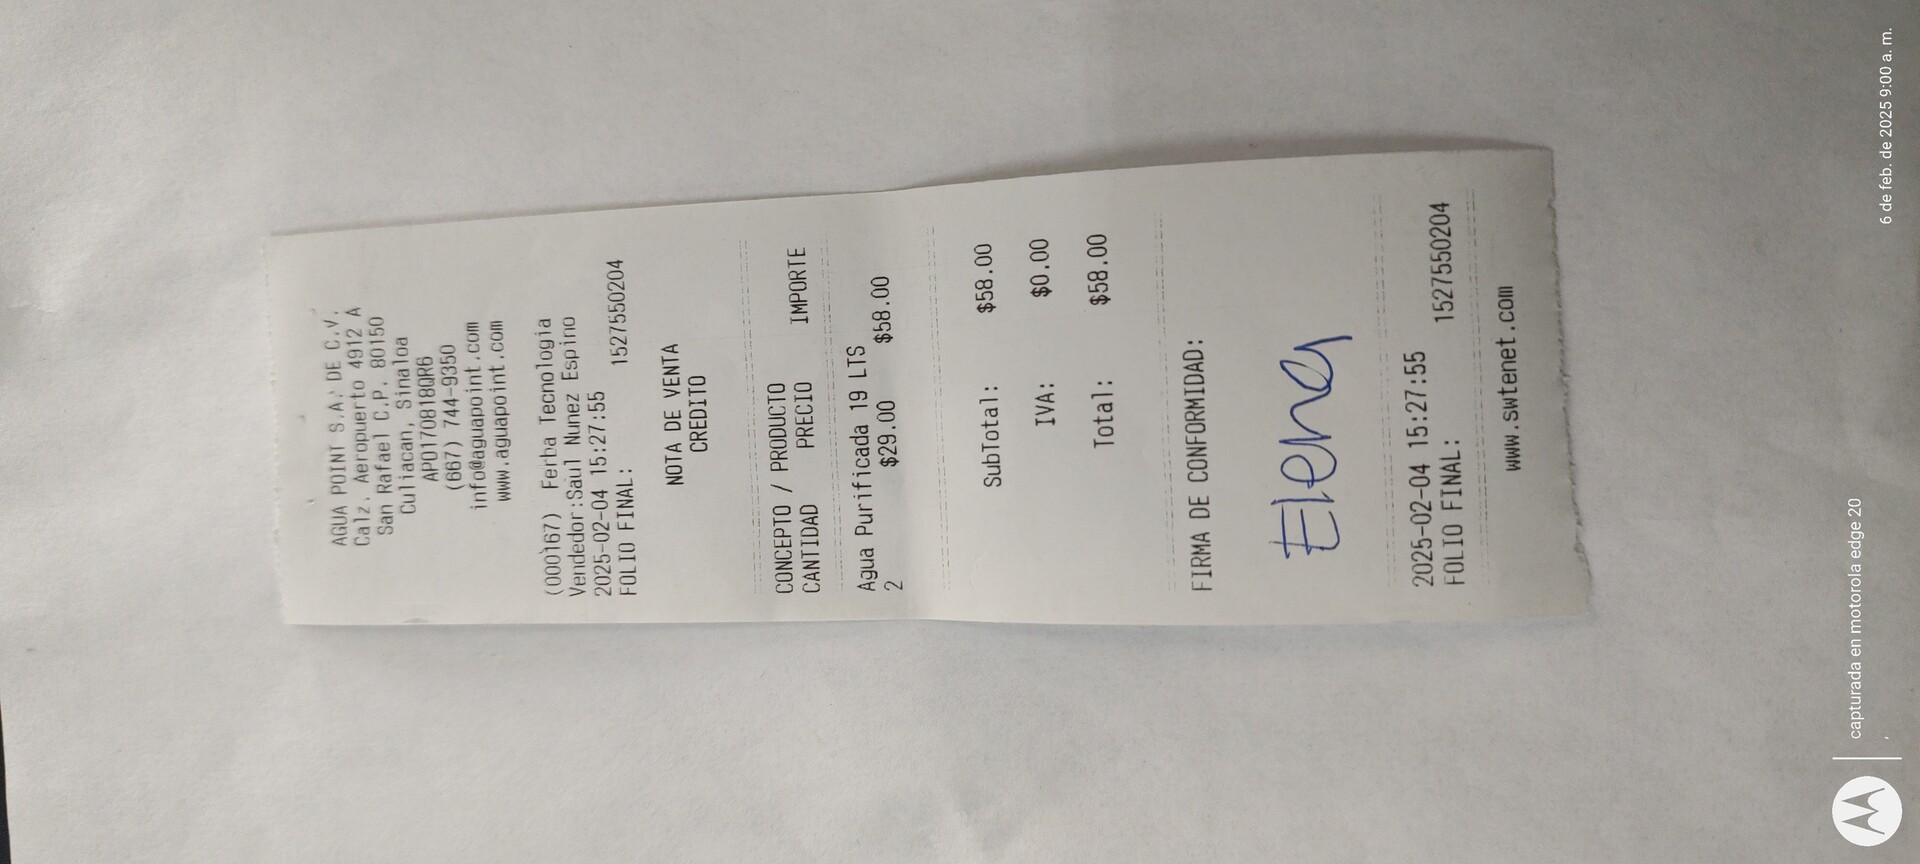 AGUA POINT S.A. DE C.V.
Calz. Aeropuerto 4912 A
San Rafael C.P. 80150
Culiacan, Sinaloa
APO170818QR6
(667) 744-9350
info@aguapoint.com
www.aguapoint.com
(000167) Ferba Tecnologia
Vendedor:Saul Nunez Espino
2025-02-04 15:27:55
FOLIO FINAL: 1527550204
NOTA DE VENTA
CREDITO
CONCEPTO / PRODUCTO
CANTIDAD PRECIO IMPORTE
Agua Purificada 19 LTS
2 $29.00 $58.00
SubTotal: $58.00
IVA: $0.00
Total: $58.00
FIRMA DE CONFORMIDAD:
Elena
2025-02-04 15:27:55
FOLIO FINAL: 1527550204
www.swtenet.com
capturada en motorola edge 20
,
6 de feb. de 2025 9:00 a. m.